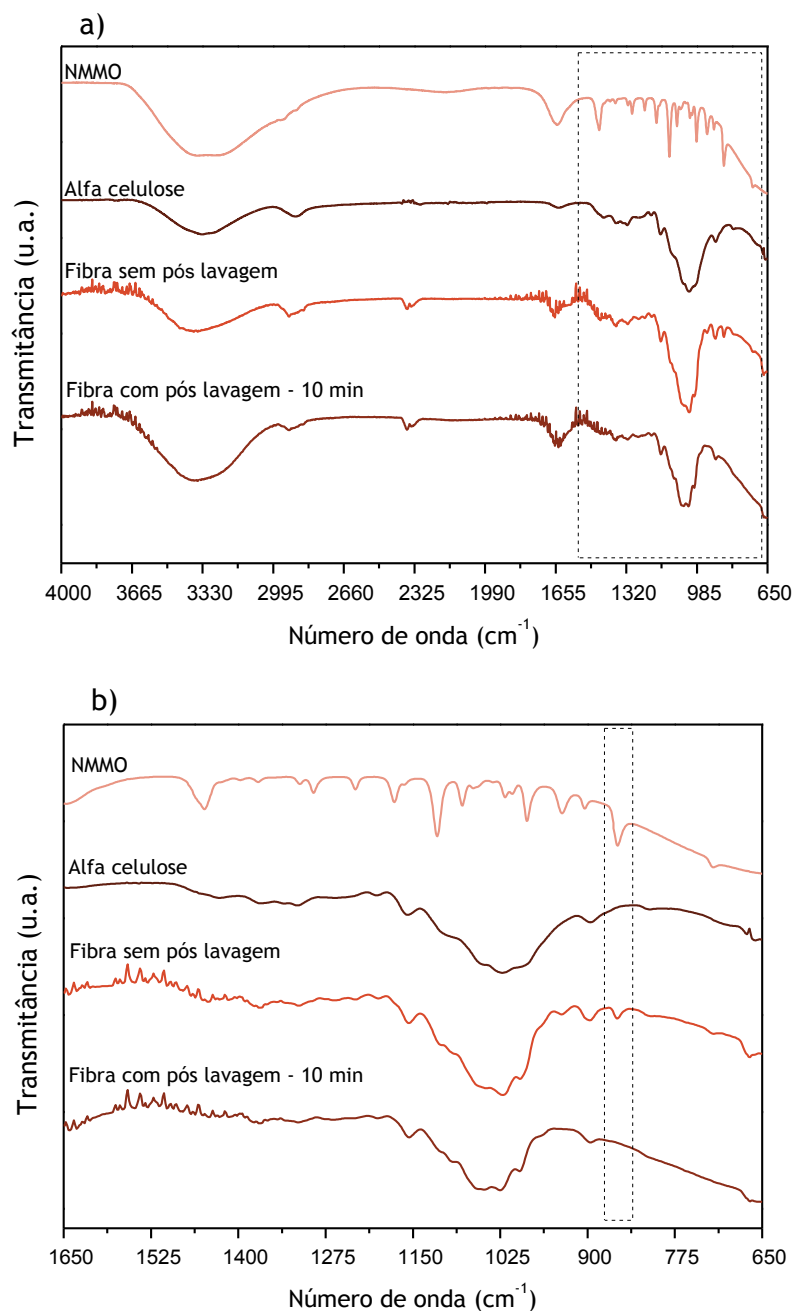 a)
NMMO
Alfa celulose
Fibra sem pós lavagem
Fibra com pós lavagem - 10 min
Transmitância (u.a.)
4000 3665 3330 2995 2660 2325 1990 1655 1320 985 650
Número de onda (cm⁻¹)
b)
NMMO
Alfa celulose
Fibra sem pós lavagem
Fibra com pós lavagem - 10 min
Transmitância (u.a.)
1650 1525 1400 1275 1150 1025 900 775 650
Número de onda (cm⁻¹)